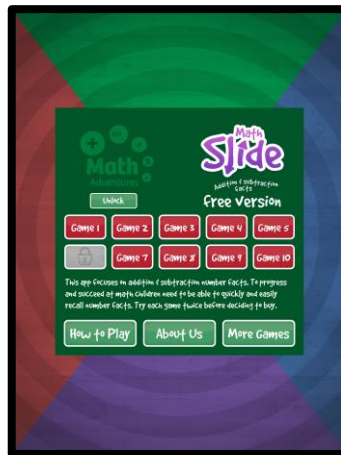 Math
Adventures
Math
Slide
Addition & subtraction
facts
Unlock
Free Version
Game 1 Game 2 Game 3 Game 4 Game 5
Game 7 Game 8 Game 9 Game 10
This app focuses on addition & subtraction number facts. To progress
and succeed at math children need to be able to quickly and easily
recall number facts. Try each game twice before deciding to buy.
How to Play About Us More Games